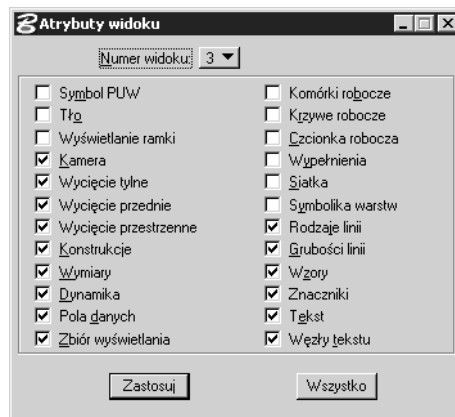 Atrybuty widoku
Numer widoku: 3
Symbol PUW
Tło
Wyświetlanie ramki
Kamera
Wycięcie tylne
Wycięcie przednie
Wycięcie przestrzenne
Konstrukcje
Wymiary
Dynamika
Pola danych
Zbiór wyświetlania
Komórki robocze
Krzywe robocze
Czcionka robocza
Wypełnienia
Siatka
Symbolika warstw
Rodzaje linii
Grubości linii
Wzory
Znaczniki
Tekst
Węzły tekstu
Zastosuj
Wszystko